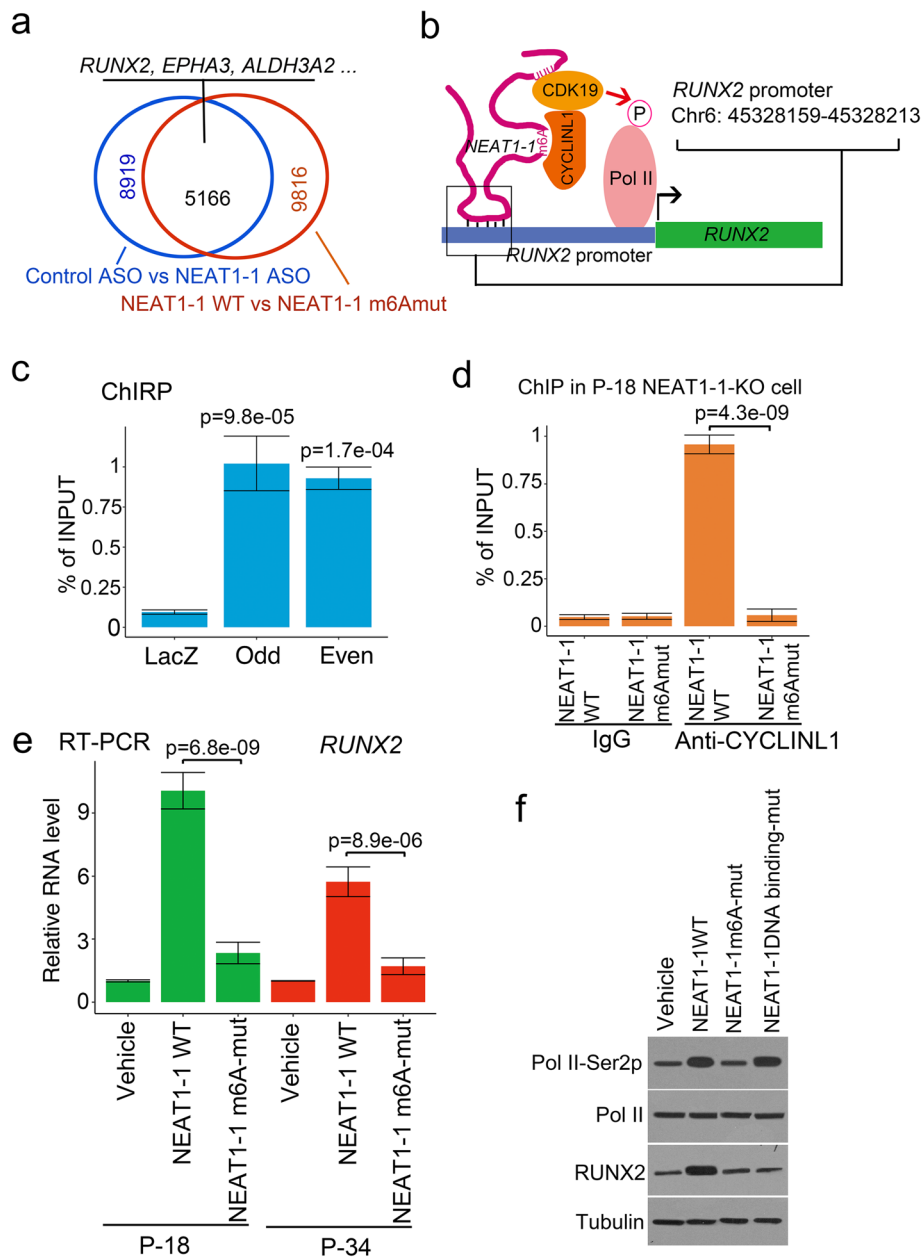 a
RUNX2, EPHA3, ALDH3A2 ...
8919
5166
9816
Control ASO vs NEAT1-1 ASO
NEAT1-1 WT vs NEAT1-1 m6Amut
b
UUU
CDK19
P
NEAT1-1
m6A
CYCLINL1
Pol II
RUNX2 promoter
Chr6: 45328159-45328213
RUNX2
RUNX2 promoter
c
ChIRP
p=9.8e-05
p=1.7e-04
% of INPUT
1
0.75
0.5
0.25
0
LacZ
Odd
Even
d
ChIP in P-18 NEAT1-1-KO cell
p=4.3e-09
% of INPUT
1
0.75
0.5
0.25
0
NEAT1-1
WT
NEAT1-1
m6Amut
NEAT1-1
WT
NEAT1-1
m6Amut
IgG
Anti-CYCLINL1
e
RT-PCR
RUNX2
p=6.8e-09
p=8.9e-06
Relative RNA level
9
6
3
0
Vehicle
NEAT1-1 WT
NEAT1-1 m6A-mut
Vehicle
NEAT1-1 WT
NEAT1-1 m6A-mut
P-18
P-34
f
Vehicle
NEAT1-1WT
NEAT1-1m6A-mut
NEAT1-1DNA binding-mut
Pol II-Ser2p
Pol II
RUNX2
Tubulin